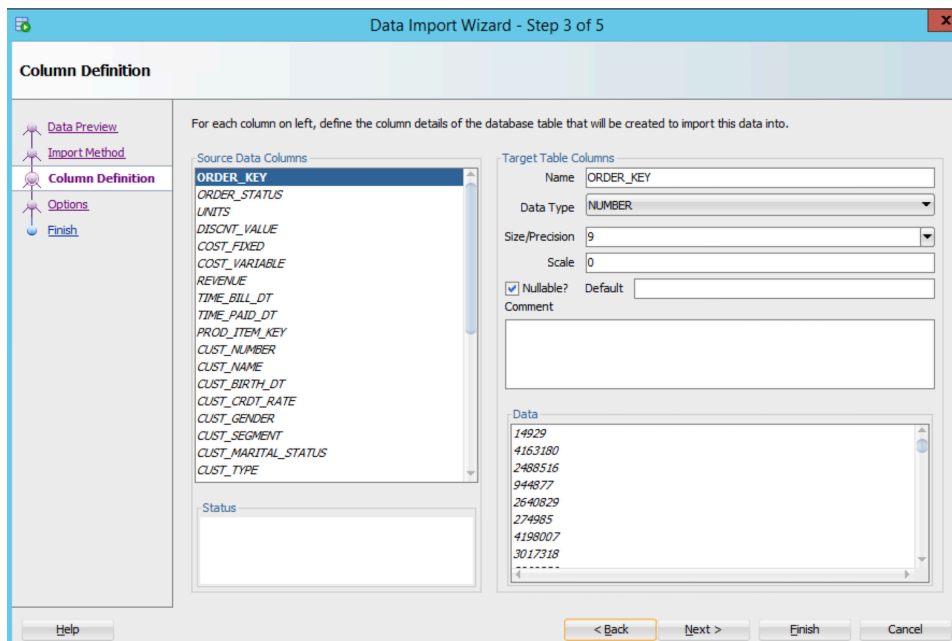 Data Import Wizard - Step 3 of 5
x
Column Definition
Data Preview
Import Method
Column Definition
Options
Finish
For each column on left, define the column details of the database table that will be created to import this data into.
Source Data Columns
ORDER_KEY
ORDER_STATUS
UNITS
DISCNT_VALUE
COST_FIXED
COST_VARIABLE
REVENUE
TIME_BILL_DT
TIME_PAID_DT
PROD_ITEM_KEY
CUST_NUMBER
CUST_NAME
CUST_BIRTH_DT
CUST_CRDT_RATE
CUST_GENDER
CUST_SEGMENT
CUST_MARITAL_STATUS
CUST_TYPE
Status
Target Table Columns
Name ORDER_KEY
Data Type NUMBER
Size/Precision 9
Scale 0
Nullable? Default
Comment
Data
14929
4163180
2488516
944877
2640829
274985
4198007
3017318
Help
< Back
Next >
Finish
Cancel